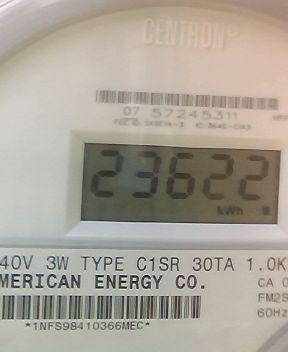 CENTRON®
07 57245311
23622
kWh
40V 3W TYPE C1SR 30TA 1.0K
MERICAN ENERGY CO.
CA 0
FM2S
60Hz
*1NFS98410366MEC*